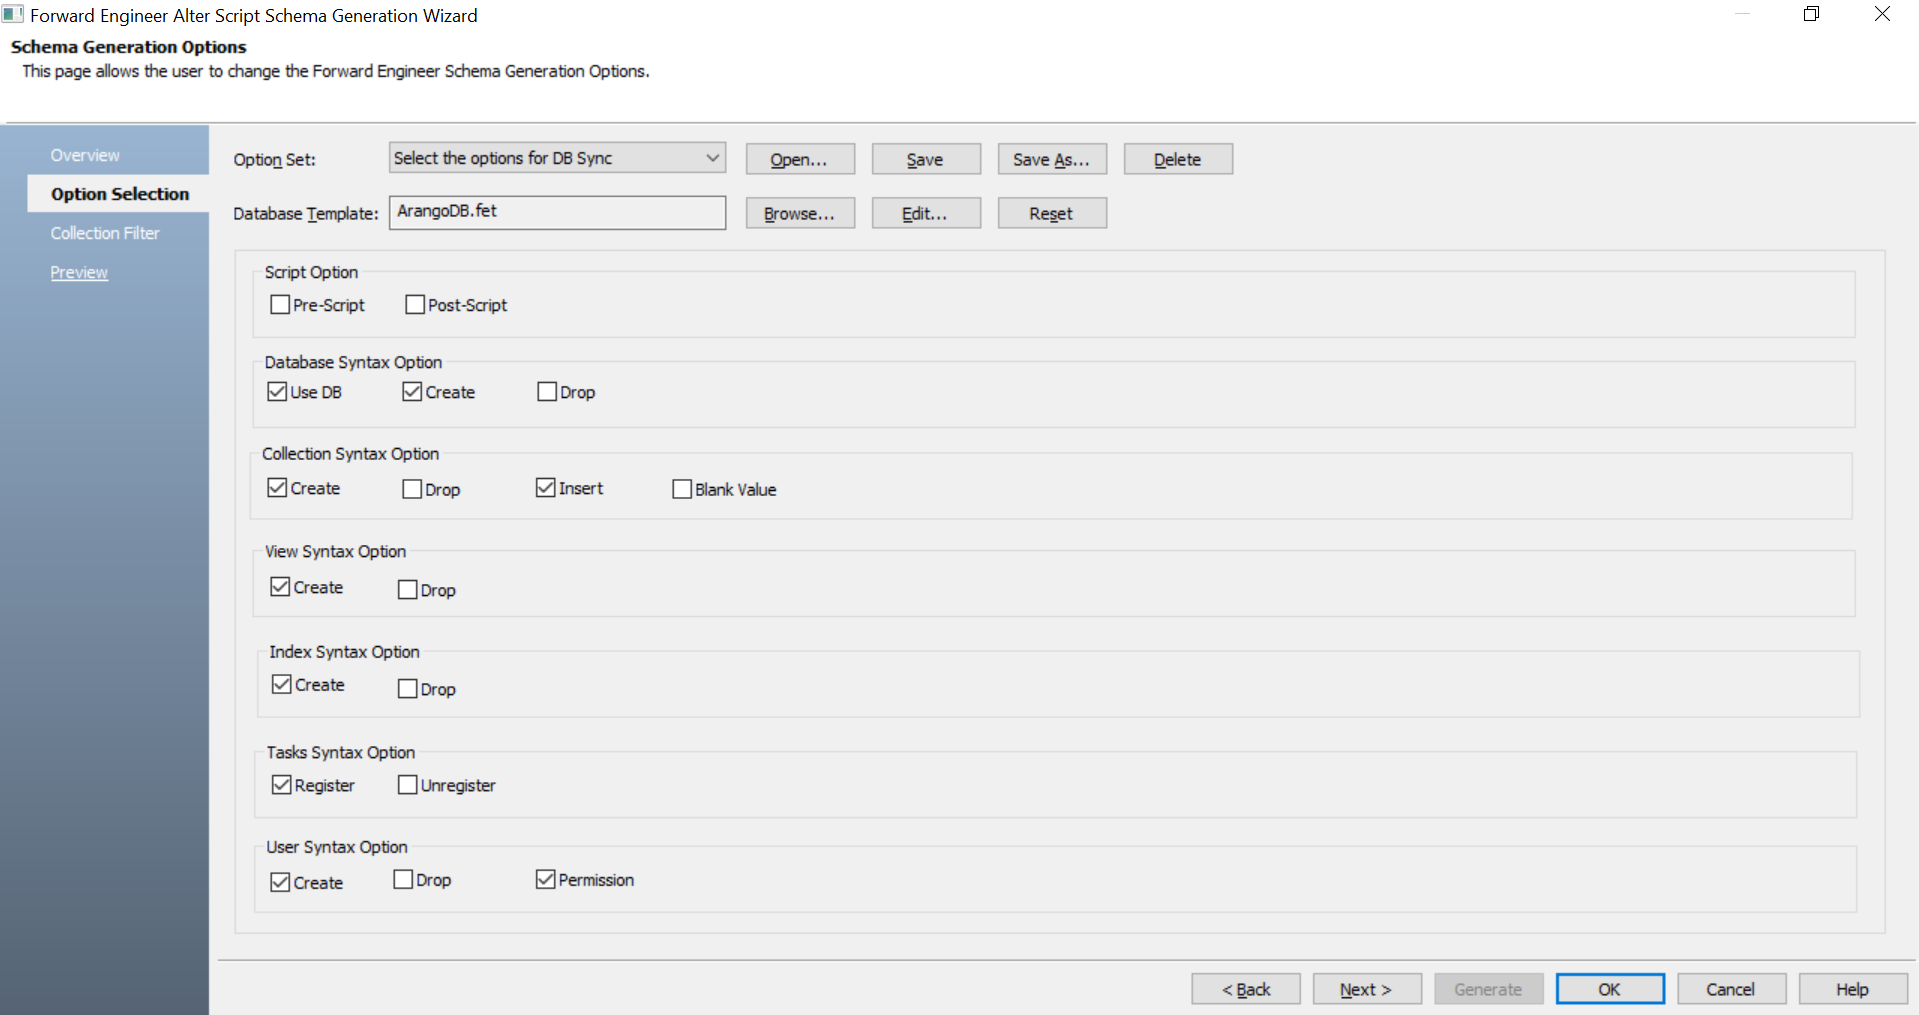 Forward Engineer Alter Script Schema Generation Wizard
Schema Generation Options
This page allows the user to change the Forward Engineer Schema Generation Options.
Overview
Option Selection
Collection Filter
Preview
Option Set: Select the options for DB Sync Open... Save Save As... Delete
Database Template: ArangoDB.fet Browse... Edit... Reset
Script Option
Pre-Script Post-Script
Database Syntax Option
Use DB Create Drop
Collection Syntax Option
Create Drop Insert Blank Value
View Syntax Option
Create Drop
Index Syntax Option
Create Drop
Tasks Syntax Option
Register Unregister
User Syntax Option
Create Drop Permission
< Back Next > Generate OK Cancel Help